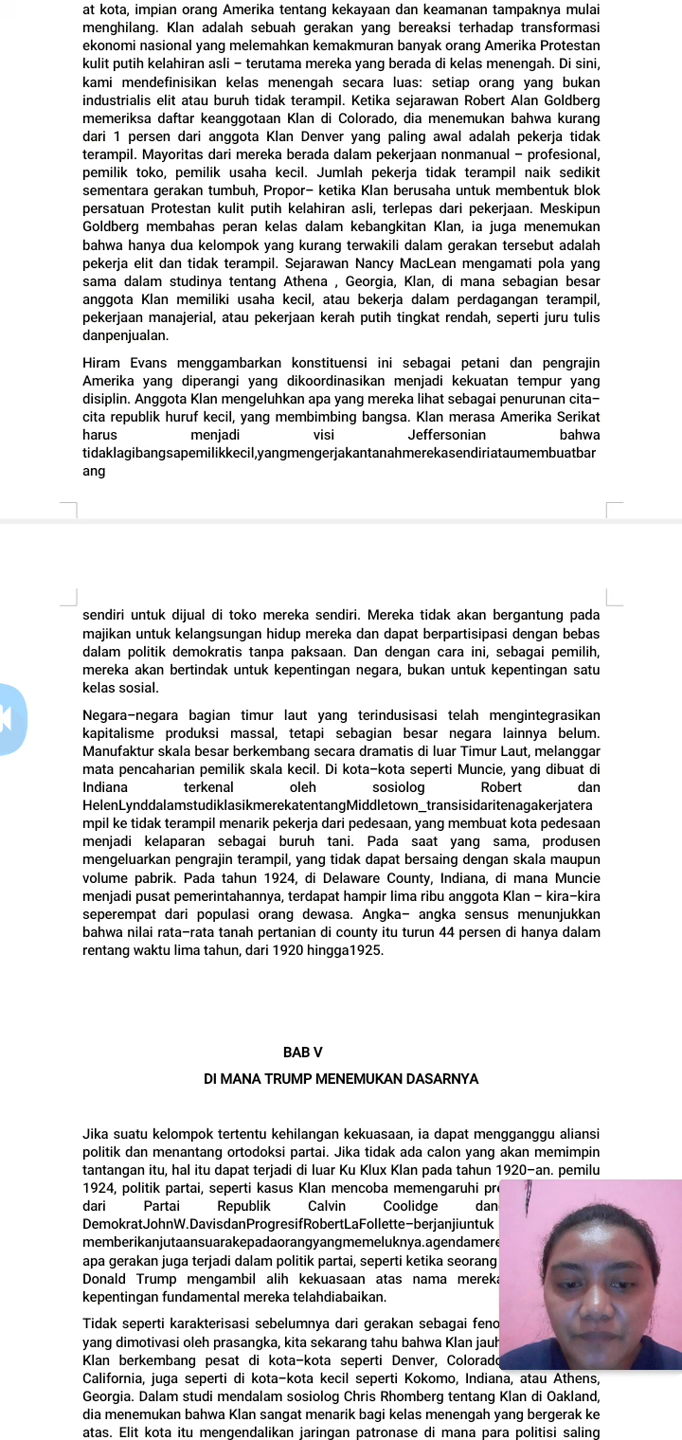 at kota, impian orang Amerika tentang kekayaan dan keamanan tampaknya mulai
menghilang. Klan adalah sebuah gerakan yang bereaksi terhadap transformasi
ekonomi nasional yang melemahkan kemakmuran banyak orang Amerika Protestan
kulit putih kelahiran asli – terutama mereka yang berada di kelas menengah. Di sini,
kami mendefinisikan kelas menengah secara luas: setiap orang yang bukan
industrialis elit atau buruh tidak terampil. Ketika sejarawan Robert Alan Goldberg
memeriksa daftar keanggotaan Klan di Colorado, dia menemukan bahwa kurang
dari 1 persen dari anggota Klan Denver yang paling awal adalah pekerja tidak
terampil. Mayoritas dari mereka berada dalam pekerjaan nonmanual – profesional,
pemilik toko, pemilik usaha kecil. Jumlah pekerja tidak terampil naik sedikit
sementara gerakan tumbuh, Propor– ketika Klan berusaha untuk membentuk blok
persatuan Protestan kulit putih kelahiran asli, terlepas dari pekerjaan. Meskipun
Goldberg membahas peran kelas dalam kebangkitan Klan, ia juga menemukan
bahwa hanya dua kelompok yang kurang terwakili dalam gerakan tersebut adalah
pekerja elit dan tidak terampil. Sejarawan Nancy MacLean mengamati pola yang
sama dalam studinya tentang Athena , Georgia, Klan, di mana sebagian besar
anggota Klan memiliki usaha kecil, atau bekerja dalam perdagangan terampil,
pekerjaan manajerial, atau pekerjaan kerah putih tingkat rendah, seperti juru tulis
danpenjualan.
Hiram Evans menggambarkan konstituensi ini sebagai petani dan pengrajin
Amerika yang diperangi yang dikoordinasikan menjadi kekuatan tempur yang
disiplin. Anggota Klan mengeluhkan apa yang mereka lihat sebagai penurunan cita–
cita republik huruf kecil, yang membimbing bangsa. Klan merasa Amerika Serikat
harus menjadi visi Jeffersonian bahwa
tidaklagibangsapemilikkecil,yangmengerjakantanahmerekasendiriataumembuatbar
ang
sendiri untuk dijual di toko mereka sendiri. Mereka tidak akan bergantung pada
majikan untuk kelangsungan hidup mereka dan dapat berpartisipasi dengan bebas
dalam politik demokratis tanpa paksaan. Dan dengan cara ini, sebagai pemilih,
mereka akan bertindak untuk kepentingan negara, bukan untuk kepentingan satu
kelas sosial.
Negara–negara bagian timur laut yang terindusisasi telah mengintegrasikan
kapitalisme produksi massal, tetapi sebagian besar negara lainnya belum.
Manufaktur skala besar berkembang secara dramatis di luar Timur Laut, melanggar
mata pencaharian pemilik skala kecil. Di kota–kota seperti Muncie, yang dibuat di
Indiana terkenal oleh sosiolog Robert dan
HelenLynddalamstudiklasikmerekatentangMiddletown_transisidaritenagakerjatera
mpil ke tidak terampil menarik pekerja dari pedesaan, yang membuat kota pedesaan
menjadi kelaparan sebagai buruh tani. Pada saat yang sama, produsen
mengeluarkan pengrajin terampil, yang tidak dapat bersaing dengan skala maupun
volume pabrik. Pada tahun 1924, di Delaware County, Indiana, di mana Muncie
menjadi pusat pemerintahannya, terdapat hampir lima ribu anggota Klan – kira–kira
seperempat dari populasi orang dewasa. Angka– angka sensus menunjukkan
bahwa nilai rata–rata tanah pertanian di county itu turun 44 persen di hanya dalam
rentang waktu lima tahun, dari 1920 hingga1925.
BAB V
DI MANA TRUMP MENEMUKAN DASARNYA
Jika suatu kelompok tertentu kehilangan kekuasaan, ia dapat mengganggu aliansi
politik dan menantang ortodoksi partai. Jika tidak ada calon yang akan memimpin
tantangan itu, hal itu dapat terjadi di luar Ku Klux Klan pada tahun 1920–an. pemilu
1924, politik partai, seperti kasus Klan mencoba memengaruhi pre
dari Partai Republik Calvin Coolidge dan
DemokratJohnW.DavisdanProgresifRobertLaFollette–berjanjiuntuk
memberikanjutaansuarakepadaorangyangmemeluknya.agendamere
apa gerakan juga terjadi dalam politik partai, seperti ketika seorang
Donald Trump mengambil alih kekuasaan atas nama mereka
kepentingan fundamental mereka telahdiabaikan.
Tidak seperti karakterisasi sebelumnya dari gerakan sebagai feno
yang dimotivasi oleh prasangka, kita sekarang tahu bahwa Klan jauh
Klan berkembang pesat di kota–kota seperti Denver, Colorado
California, juga seperti di kota–kota kecil seperti Kokomo, Indiana, atau Athens,
Georgia. Dalam studi mendalam sosiolog Chris Rhomberg tentang Klan di Oakland,
dia menemukan bahwa Klan sangat menarik bagi kelas menengah yang bergerak ke
atas. Elit kota itu mengendalikan jaringan patronase di mana para politisi saling